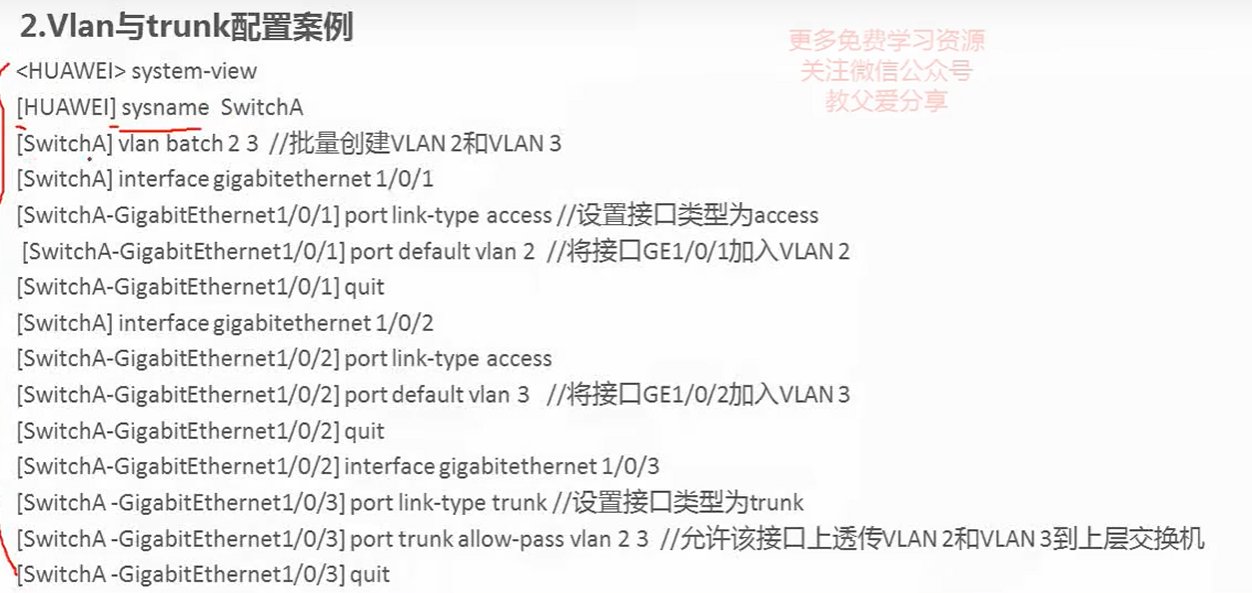 2.Vlan与trunk配置案例
更多免费学习资源
关注微信公众号
教父爱分享
<HUAWEI> system-view
[HUAWEI] sysname SwitchA
[SwitchA] vlan batch 2 3 //批量创建VLAN 2和VLAN 3
[SwitchA] interface gigabitethernet 1/0/1
[SwitchA-GigabitEthernet1/0/1] port link-type access //设置接口类型为access
[SwitchA-GigabitEthernet1/0/1] port default vlan 2 //将接口GE1/0/1加入VLAN 2
[SwitchA-GigabitEthernet1/0/1] quit
[SwitchA] interface gigabitethernet 1/0/2
[SwitchA-GigabitEthernet1/0/2] port link-type access
[SwitchA-GigabitEthernet1/0/2] port default vlan 3 //将接口GE1/0/2加入VLAN 3
[SwitchA-GigabitEthernet1/0/2] quit
[SwitchA-GigabitEthernet1/0/2] interface gigabitethernet 1/0/3
[SwitchA -GigabitEthernet1/0/3] port link-type trunk //设置接口类型为trunk
[SwitchA -GigabitEthernet1/0/3] port trunk allow-pass vlan 2 3 //允许该接口上透传VLAN 2和VLAN 3到上层交换机
[SwitchA -GigabitEthernet1/0/3] quit